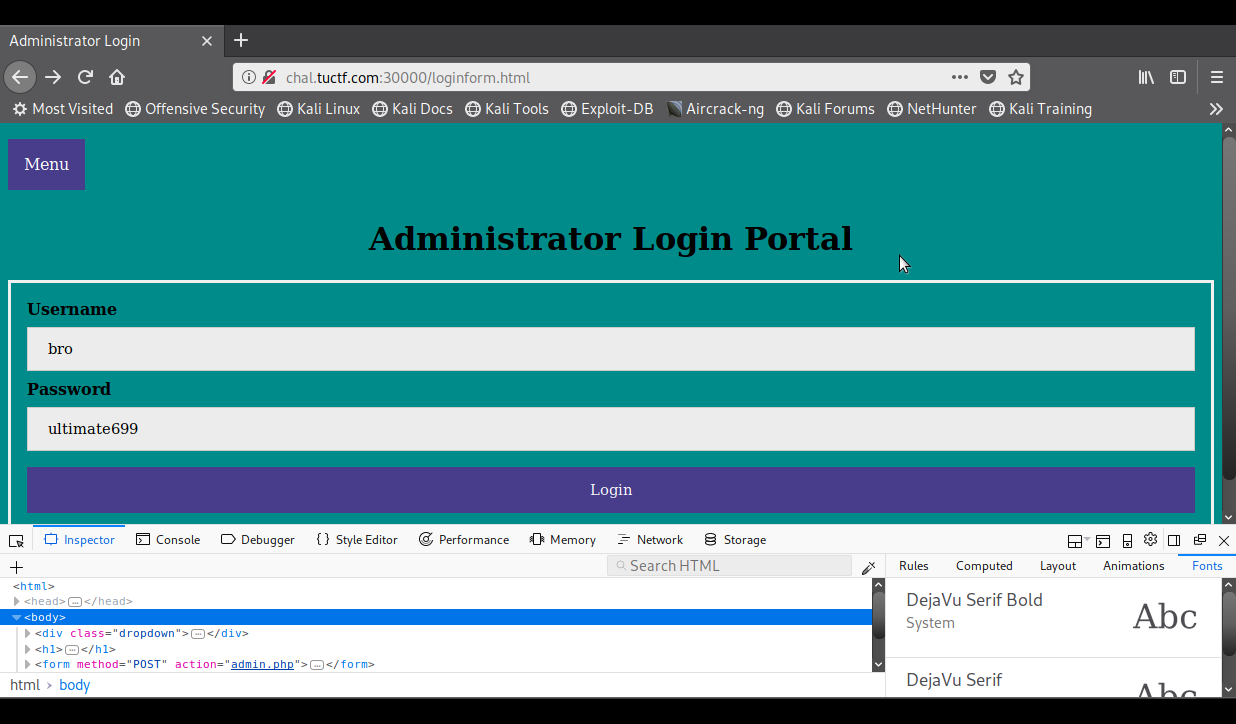 Administrator Login
chal.tuctf.com:30000/loginform.html
Most Visited Offensive Security Kali Linux Kali Docs Kali Tools Exploit-DB Aircrack-ng Kali Forums NetHunter Kali Training
Menu
Administrator Login Portal
Username
bro
Password
ultimate699
Login
Inspector Console Debugger {} Style Editor Performance Memory Network Storage
Search HTML
Rules Computed Layout Animations Fonts
<html>
<head>…</head>
<body>
<div class="dropdown">…</div>
<h1>…</h1>
<form method="POST" action="admin.php">…</form>
html › body
DejaVu Serif Bold
System
Abc
DejaVu Serif
Abc